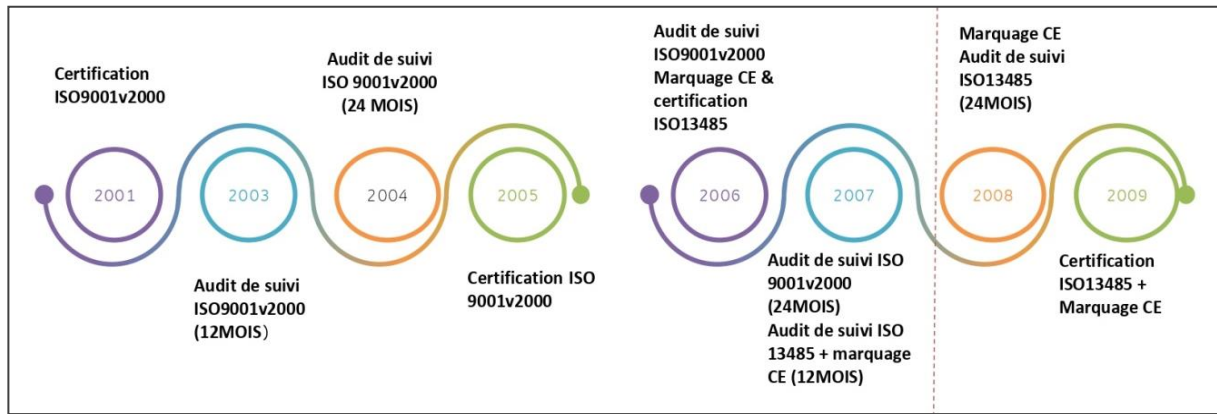 Certification
ISO9001v2000
2001
2003
Audit de suivi
ISO9001v2000
(12MOIS)
Audit de suivi
ISO 9001v2000
(24 MOIS)
2004
2005
Certification ISO
9001v2000
Audit de suivi
ISO9001v2000
Marquage CE &
certification
ISO13485
2006
2007
Audit de suivi ISO
9001v2000
(24MOIS)
Audit de suivi ISO
13485 + marquage
CE (12MOIS)
Marquage CE
Audit de suivi
ISO13485
(24MOIS)
2008
2009
Certification
ISO13485 +
Marquage CE